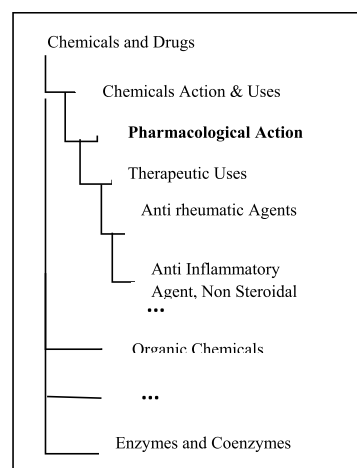 Chemicals and Drugs
Chemicals Action & Uses
Pharmacological Action
Therapeutic Uses
Anti rheumatic Agents
Anti Inflammatory
Agent, Non Steroidal
...
Organic Chemicals
...
Enzymes and Coenzymes